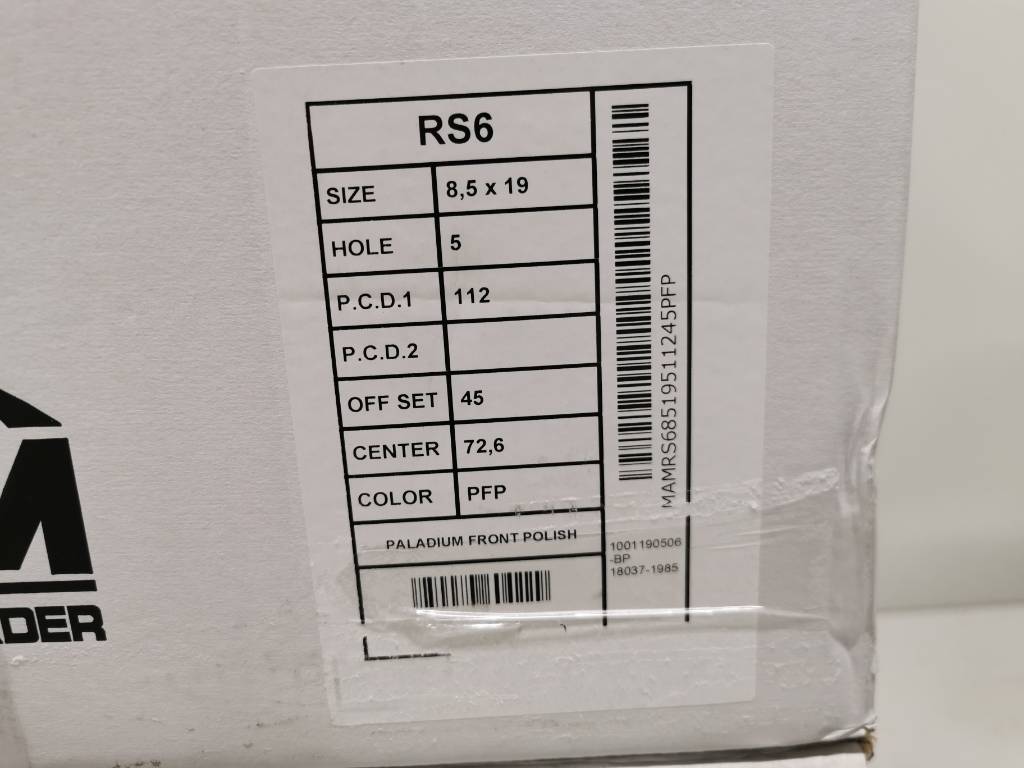 RS6
SIZE 8,5 x 19
HOLE 5
P.C.D.1 112
P.C.D.2
OFF SET 45
CENTER 72,6
COLOR PFP
PALADIUM FRONT POLISH
MAMRS68519511245PFP
1001190506
-BP
18037-1985
M
DER